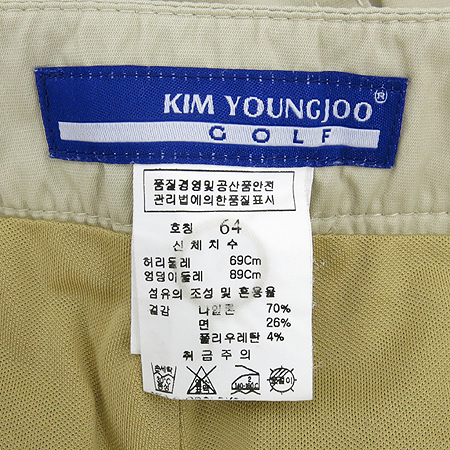 KIM YOUNGJOO®
GOLF
품질경영및공산품안전
관리법에의한품질표시
호칭 64
신체치수
허리둘레 69Cm
엉덩이둘레 89Cm
섬유의 조성 및 혼용율
겉감 나일론 70%
면 26%
폴리우레탄 4%
취급주의